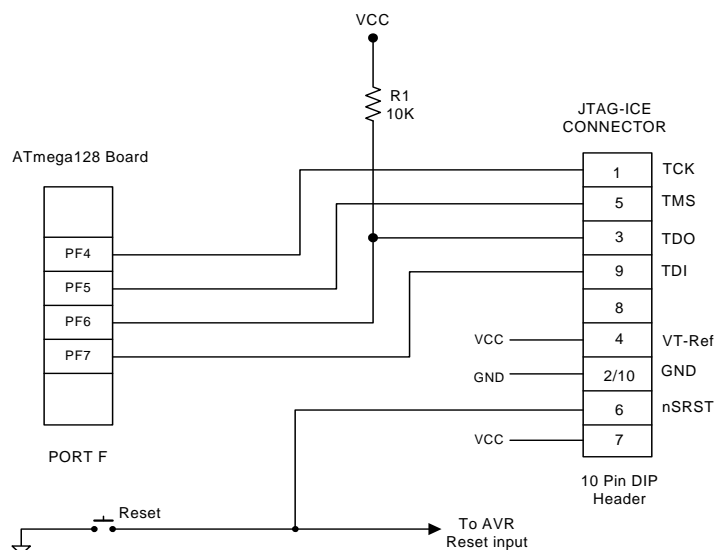 VCC
R1
10K
JTAG-ICE
CONNECTOR
ATmega128 Board
1 TCK
5 TMS
PF4
3 TDO
PF5
9 TDI
PF6
8
PF7
VCC 4 VT-Ref
GND 2/10 GND
6 nSRST
VCC 7
PORT F
10 Pin DIP
Header
Reset
To AVR
Reset input